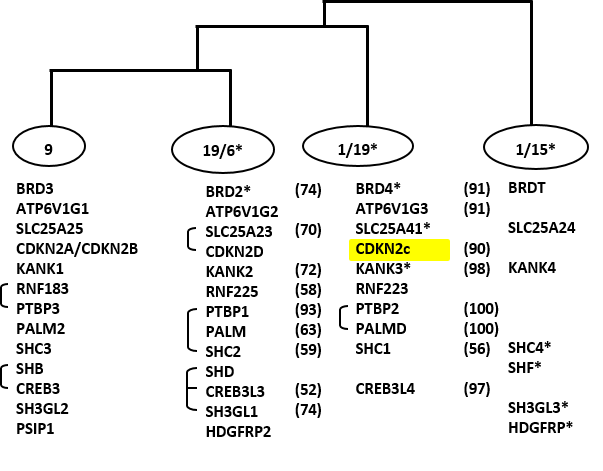 9 19/6* 1/19* 1/15*
BRD3 BRD2* (74) BRD4* (91) BRDT
ATP6V1G1 ATP6V1G2 ATP6V1G3 (91)
SLC25A25 SLC25A23 (70) SLC25A41* SLC25A24
CDKN2A/CDKN2B CDKN2D CDKN2c (90)
KANK1 KANK2 (72) KANK3* (98) KANK4
RNF183 RNF225 (58) RNF223
PTBP3 PTBP1 (93) PTBP2 (100)
PALM2 PALM (63) PALMD (100)
SHC3 SHC2 (59) SHC1 (56) SHC4*
SHB SHD SHF*
CREB3 CREB3L3 (52) CREB3L4 (97)
SH3GL2 SH3GL1 (74) SH3GL3*
PSIP1 HDGFRP2 HDGFRP*